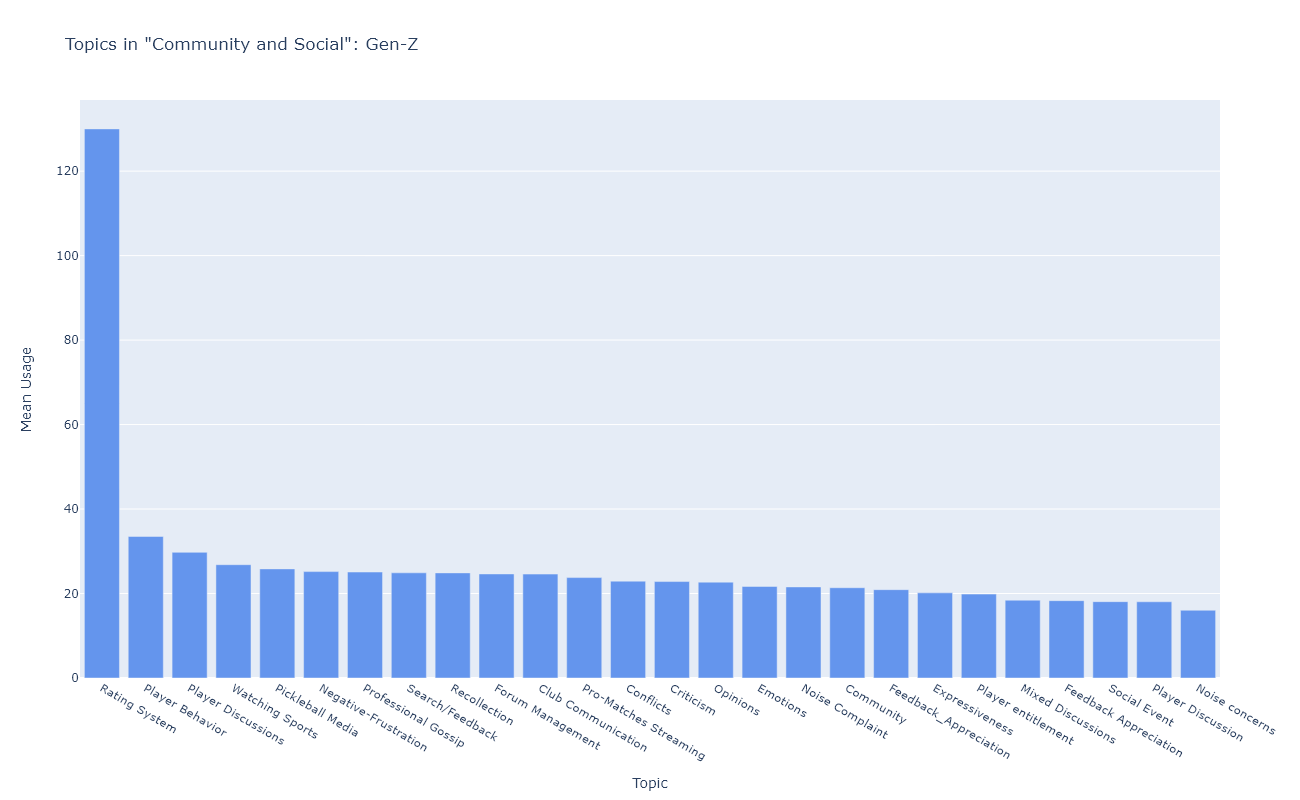 Topics in "Community and Social": Gen-Z
Mean Usage
120
100
80
60
40
20
0
Rating System
Player Behavior
Player Discussions
Watching Sports
Pickleball Media
Negative-Frustration
Professional Gossip
Search/Feedback
Recollection
Forum Management
Club Communication
Pro-Matches Streaming
Conflicts
Criticism
Opinions
Emotions
Noise Complaint
Community
Feedback_Appreciation
Expressiveness
Player entitlement
Mixed Discussions
Feedback Appreciation
Social Event
Player Discussion
Noise concerns
Topic